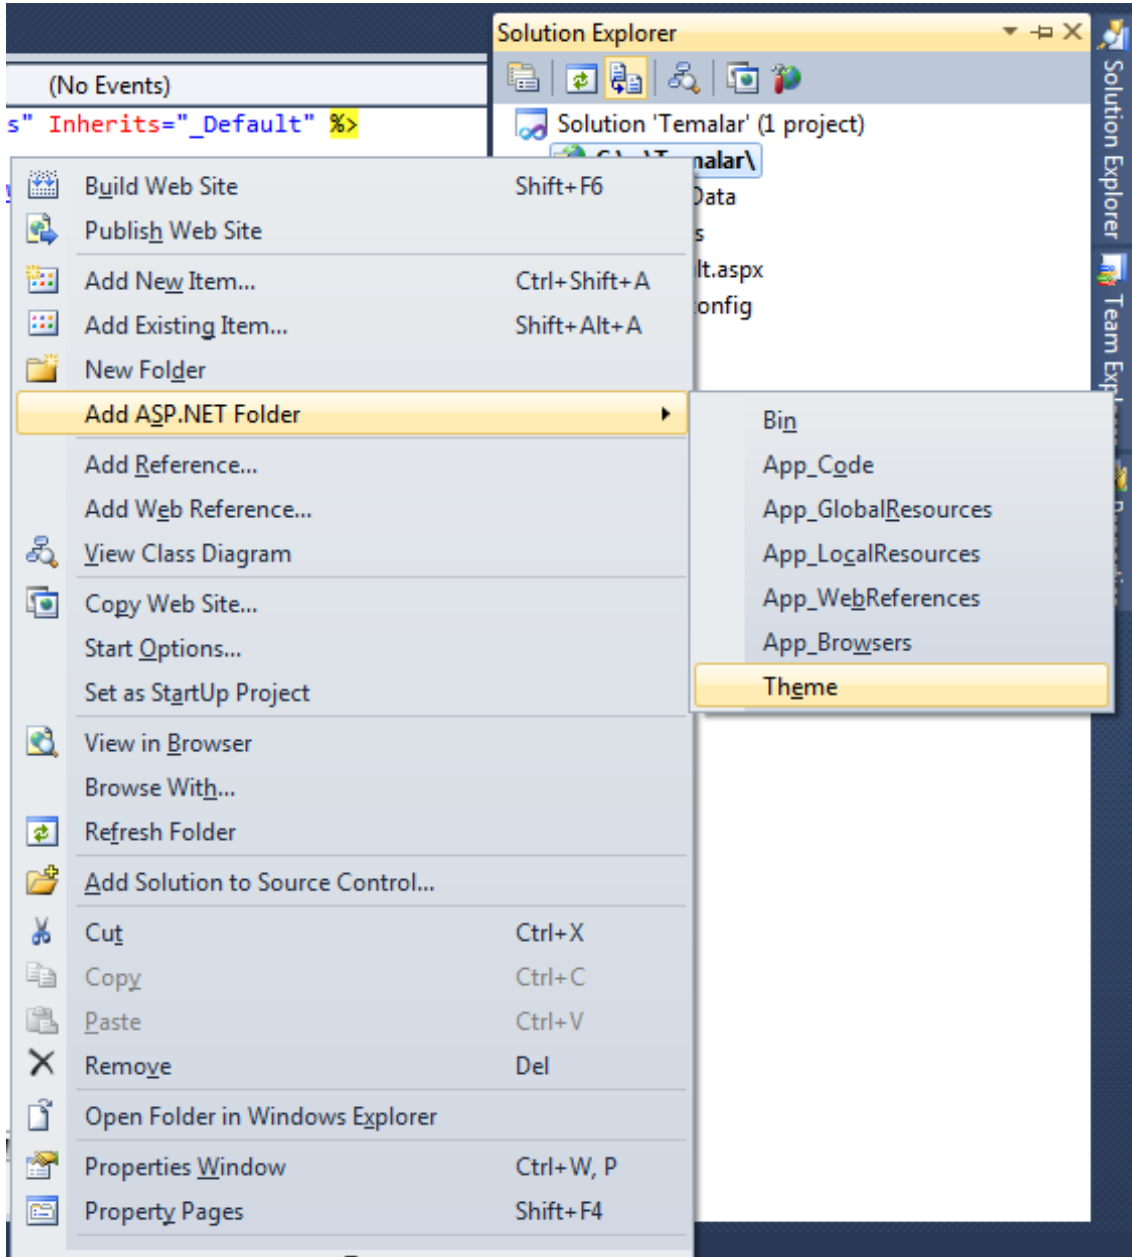 Solution Explorer
(No Events)
s" Inherits="_Default" %>
Solution 'Temalar' (1 project)
Temalar\
Data
lt.aspx
onfig
Build Web Site Shift+F6
Publish Web Site
Add New Item... Ctrl+Shift+A
Add Existing Item... Shift+Alt+A
New Folder
Add ASP.NET Folder
Add Reference...
Add Web Reference...
View Class Diagram
Copy Web Site...
Start Options...
Set as StartUp Project
View in Browser
Browse With...
Refresh Folder
Add Solution to Source Control...
Cut Ctrl+X
Copy Ctrl+C
Paste Ctrl+V
Remove Del
Open Folder in Windows Explorer
Properties Window Ctrl+W, P
Property Pages Shift+F4
Bin
App_Code
App_GlobalResources
App_LocalResources
App_WebReferences
App_Browsers
Theme
Solution Explorer
Team Exp